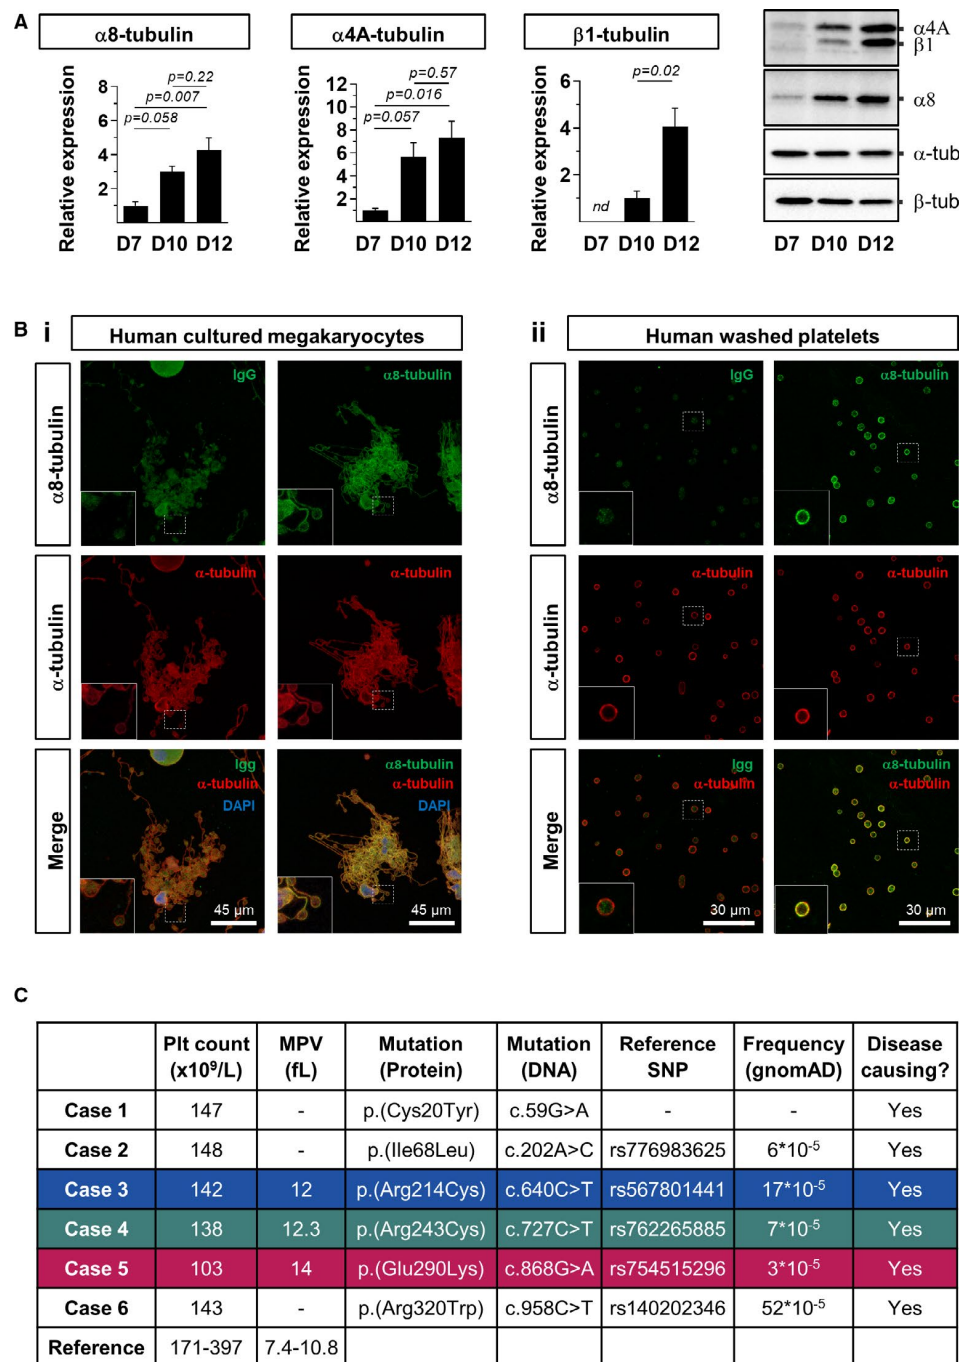 A
α8-tubulin
α4A-tubulin
β1-tubulin
Relative expression
8
6
4
2
p=0.22
p=0.007
p=0.058
D7 D10 D12
Relative expression
12
10
8
6
4
2
p=0.57
p=0.016
p=0.057
D7 D10 D12
Relative expression
6
4
2
p=0.02
nd
D7 D10 D12
α4A
β1
α8
α-tub
β-tub
D7 D10 D12
B
i
Human cultured megakaryocytes
ii
Human washed platelets
α8-tubulin
IgG
α8-tubulin
α8-tubulin
IgG
α8-tubulin
α-tubulin
α-tubulin
α-tubulin
α-tubulin
α-tubulin
α-tubulin
Merge
Igg
α-tubulin
DAPI
45 µm
α8-tubulin
α-tubulin
DAPI
45 µm
Merge
Igg
α-tubulin
30 µm
α8-tubulin
α-tubulin
30 µm
C
Plt count (x10⁹/L) MPV (fL) Mutation (Protein) Mutation (DNA) Reference SNP Frequency (gnomAD) Disease causing?
Case 1 147 - p.(Cys20Tyr) c.59G>A - - Yes
Case 2 148 - p.(Ile68Leu) c.202A>C rs776983625 6*10⁻⁵ Yes
Case 3 142 12 p.(Arg214Cys) c.640C>T rs567801441 17*10⁻⁵ Yes
Case 4 138 12.3 p.(Arg243Cys) c.727C>T rs762265885 7*10⁻⁵ Yes
Case 5 103 14 p.(Glu290Lys) c.868G>A rs754515296 3*10⁻⁵ Yes
Case 6 143 - p.(Arg320Trp) c.958C>T rs140202346 52*10⁻⁵ Yes
Reference 171-397 7.4-10.8